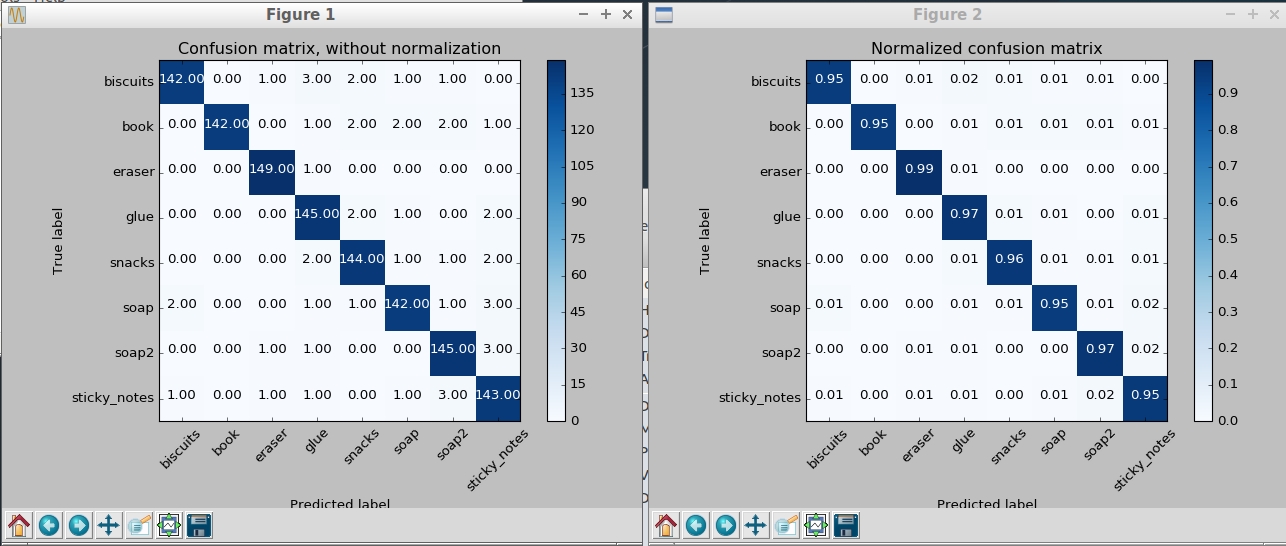 Figure 1
Confusion matrix, without normalization
biscuits 142.00 0.00 1.00 3.00 2.00 1.00 1.00 0.00
book 0.00 142.00 0.00 1.00 2.00 2.00 2.00 1.00
eraser 0.00 0.00 149.00 1.00 0.00 0.00 0.00 0.00
glue 0.00 0.00 0.00 145.00 2.00 1.00 0.00 2.00
snacks 0.00 0.00 0.00 2.00 144.00 1.00 1.00 2.00
soap 2.00 0.00 0.00 1.00 1.00 142.00 1.00 3.00
soap2 0.00 0.00 1.00 1.00 0.00 0.00 145.00 3.00
sticky_notes 1.00 0.00 1.00 1.00 0.00 1.00 3.00 143.00
True label
biscuits book eraser glue snacks soap soap2 sticky_notes
Predicted label
135
120
105
90
75
60
45
30
15
0
Figure 2
Normalized confusion matrix
biscuits 0.95 0.00 0.01 0.02 0.01 0.01 0.01 0.00
book 0.00 0.95 0.00 0.01 0.01 0.01 0.01 0.01
eraser 0.00 0.00 0.99 0.01 0.00 0.00 0.00 0.00
glue 0.00 0.00 0.00 0.97 0.01 0.01 0.00 0.01
snacks 0.00 0.00 0.00 0.01 0.96 0.01 0.01 0.01
soap 0.01 0.00 0.00 0.01 0.01 0.95 0.01 0.02
soap2 0.00 0.00 0.01 0.01 0.00 0.00 0.97 0.02
sticky_notes 0.01 0.00 0.01 0.01 0.00 0.01 0.02 0.95
True label
biscuits book eraser glue snacks soap soap2 sticky_notes
Predicted label
0.9
0.8
0.7
0.6
0.5
0.4
0.3
0.2
0.1
0.0